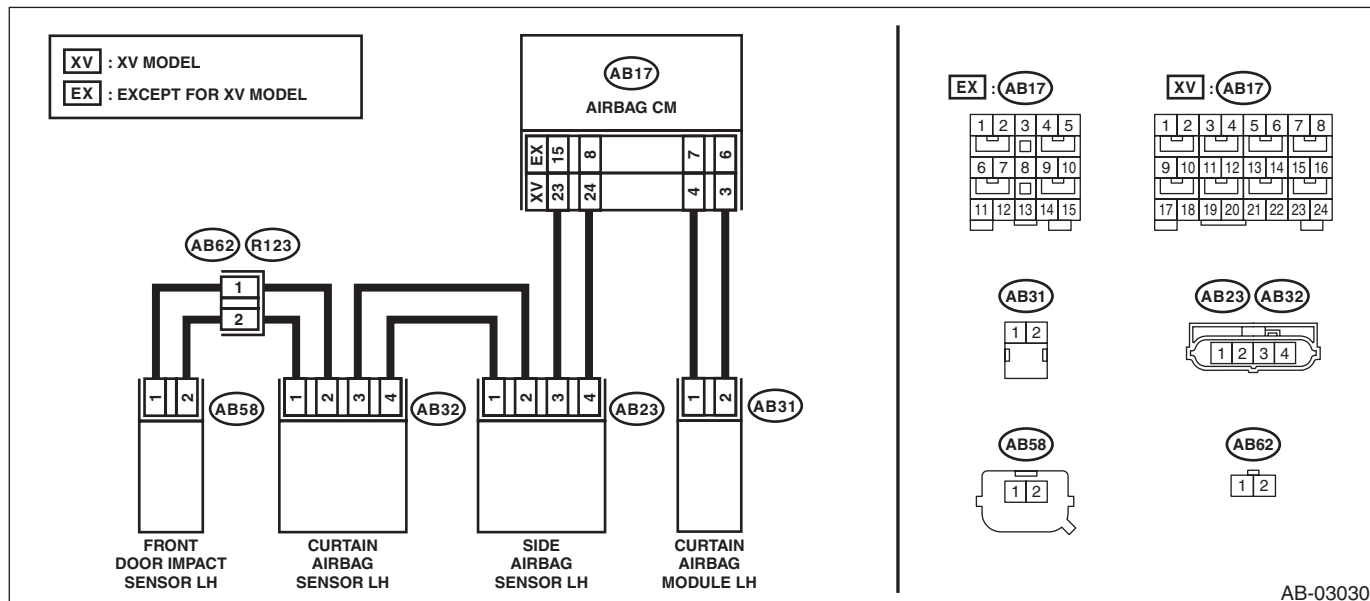 XV : XV MODEL
EX : EXCEPT FOR XV MODEL
AB17
AIRBAG CM
EX 15 8 7 6
XV 23 24 4 3
AB62 R123
1
2
1 2 AB58
1 2 3 4 AB32
1 2 3 4 AB23
1 2 AB31
FRONT
DOOR IMPACT
SENSOR LH
CURTAIN
AIRBAG
SENSOR LH
SIDE
AIRBAG
SENSOR LH
CURTAIN
AIRBAG
MODULE LH
EX : AB17
1 2 3 4 5
6 7 8 9 10
11 12 13 14 15
XV : AB17
1 2 3 4 5 6 7 8
9 10 11 12 13 14 15 16
17 18 19 20 21 22 23 24
AB31
1 2
AB23 AB32
1 2 3 4
AB58
1 2
AB62
1 2
AB-03030